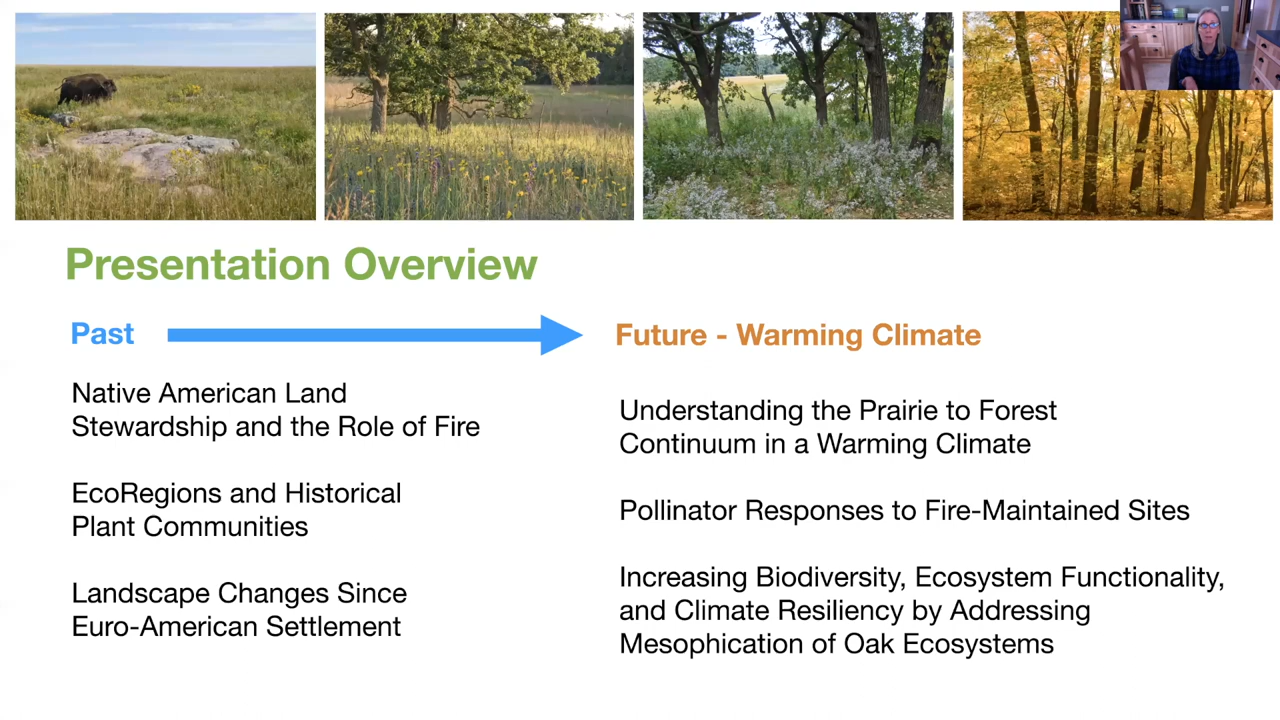 Presentation Overview
Past
Native American Land
Stewardship and the Role of Fire
EcoRegions and Historical
Plant Communities
Landscape Changes Since
Euro-American Settlement
Future - Warming Climate
Understanding the Prairie to Forest
Continuum in a Warming Climate
Pollinator Responses to Fire-Maintained Sites
Increasing Biodiversity, Ecosystem Functionality,
and Climate Resiliency by Addressing
Mesophication of Oak Ecosystems